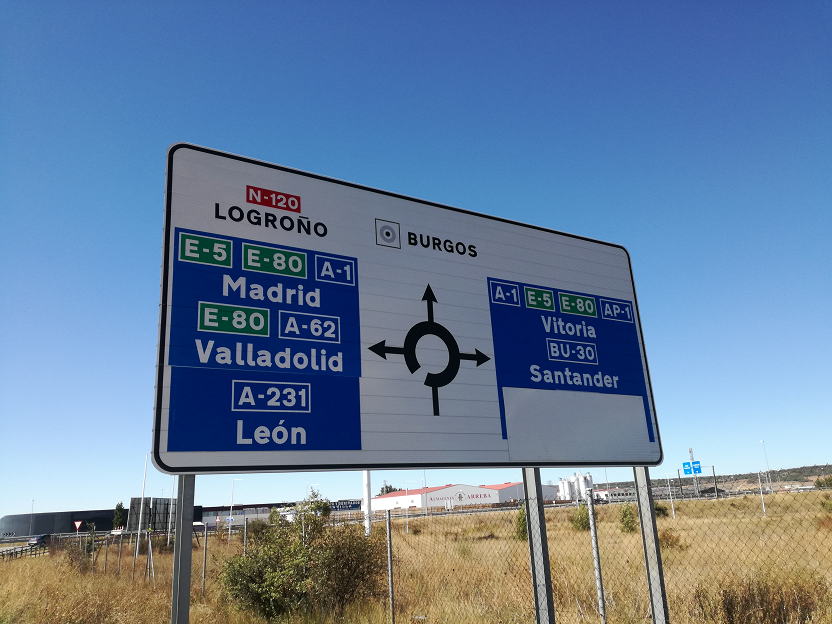 N-120
LOGROÑO
E-5 E-80 A-1
Madrid
E-80 A-62
Valladolid
A-231
León
BURGOS
A-1 E-5 E-80 AP-1
Vitoria
BU-30
Santander
ARREBA